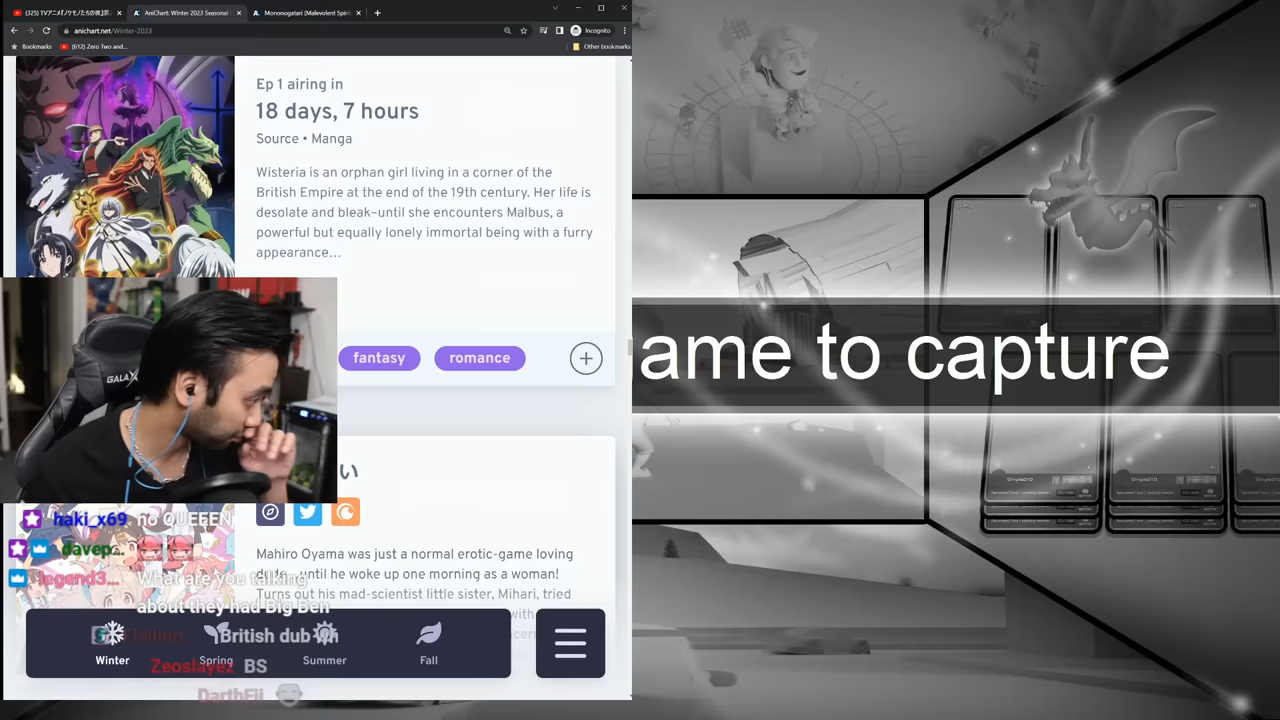 (325) TVアニメ『ノケモノたちの夜』第
AniChart: Winter 2023 Seasonal
Mononogatari (Malevolent Spiri
anichart.net/Winter-2023
Incognito
Bookmarks
(612) Zero Two and...
Other bookmarks
Ep 1 airing in
18 days, 7 hours
Source • Manga
Wisteria is an orphan girl living in a corner of the
British Empire at the end of the 19th century. Her life is
desolate and bleak–until she encounters Malbus, a
powerful but equally lonely immortal being with a furry
appearance…
fantasy
romance
ame to capture
GALAX
い
haki_x69 no QUEEEN
davep...
legend3... What are you talking
about they had Big Ben
British dub
Zeoslayez BS
DarthEli
Mahiro Oyama was just a normal erotic-game loving
until he woke up one morning as a woman!
Turns out his mad-scientist little sister, Mihari, tried
with
Winter
Spring
Summer
Fall